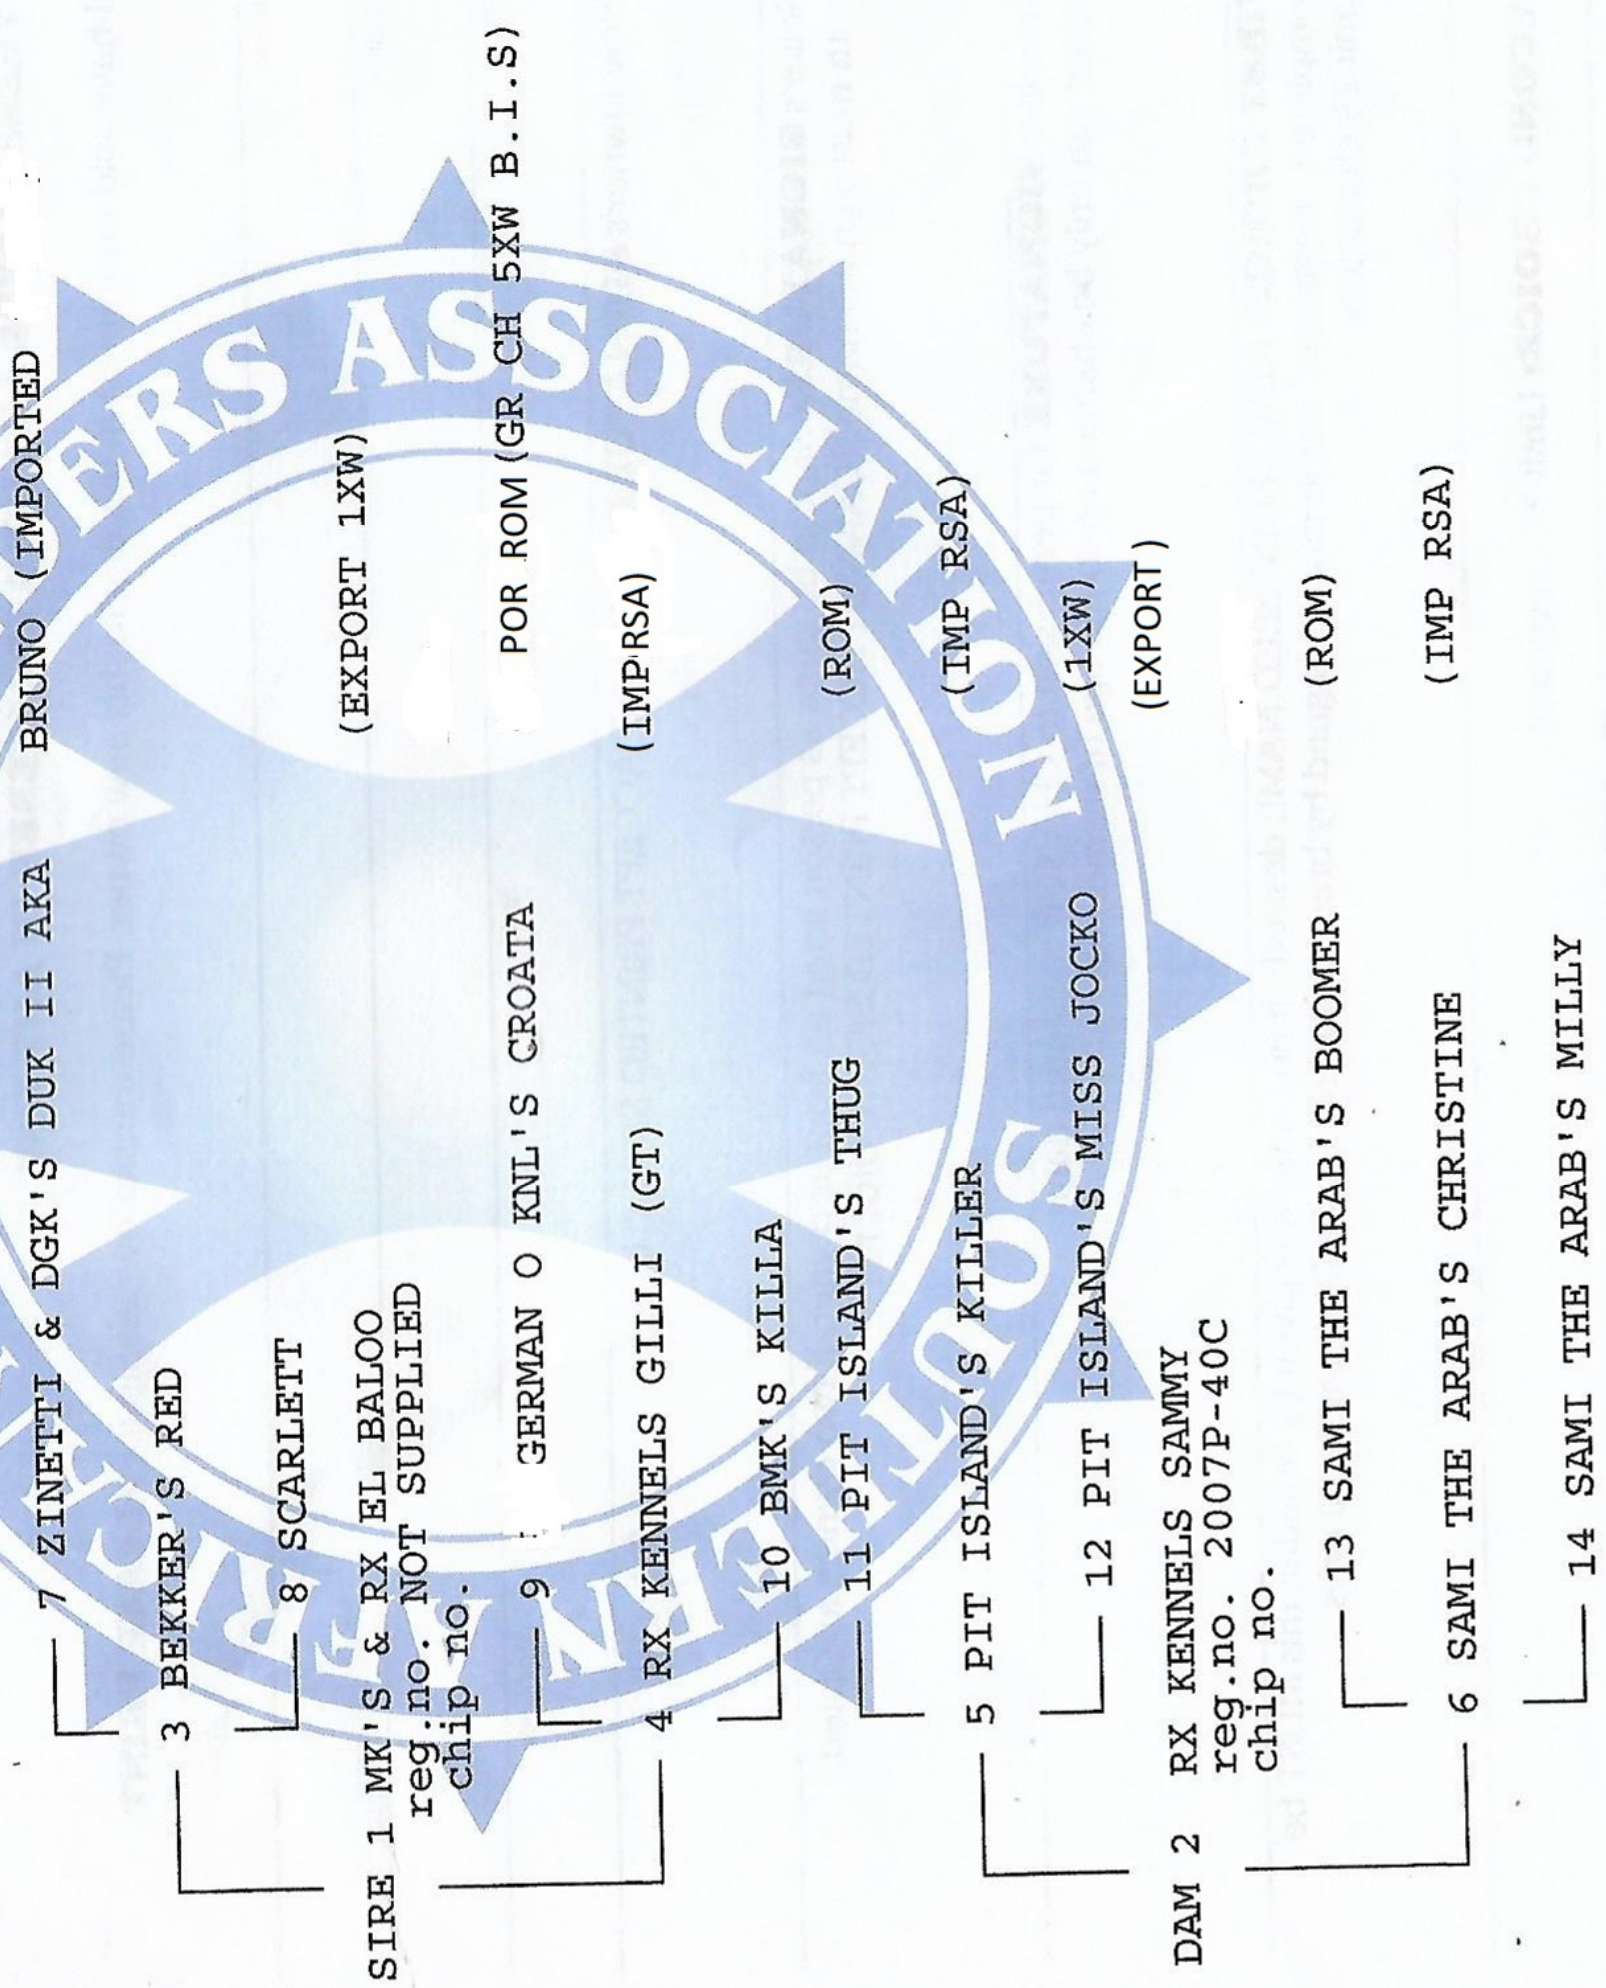 7 ZINETTI & DGK'S DUK II AKA BRUNO (IMPORTED
3 BEKKER'S RED
8 SCARLETT
(EXPORT 1XW)
SIRE 1 MK'S & RX EL BALOO
reg.no. NOT SUPPLIED
chip no.
9 GERMAN O KNL'S CROATA POR ROM (GR CH 5XW B.I.S)
4 RX KENNELS GILLI (GT) (IMP RSA)
10 BMK'S KILLA
11 PIT ISLAND'S THUG (ROM)
5 PIT ISLAND'S KILLER (IMP RSA)
12 PIT ISLAND'S MISS JOCKO (1XW)
(EXPORT)
DAM 2 RX KENNELS SAMMY
reg.no. 2007P-40C
chip no.
13 SAMI THE ARAB'S BOOMER (ROM)
6 SAMI THE ARAB'S CHRISTINE (IMP RSA)
14 SAMI THE ARAB'S MILLY
SOUTHERN AFRICA
DERS ASSOCIATION